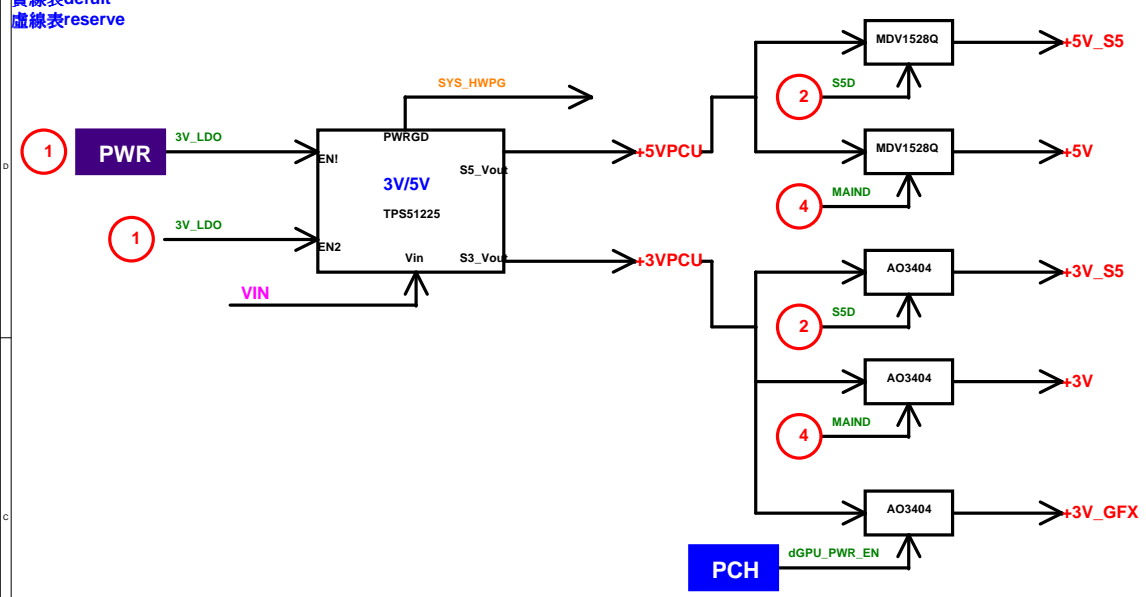 虛線表reserve
MDV1528Q
+5V_S5
S5D
2
SYS_HWPG
1
PWR
3V_LDO
PWRGD
EN!
S5_Vout
3V/5V
TPS51225
+5VPCU
MDV1528Q
+5V
MAIND
4
D
1
3V_LDO
EN2
Vin
S3_Vout
+3VPCU
VIN
AO3404
+3V_S5
S5D
2
AO3404
+3V
MAIND
4
AO3404
+3V_GFX
C
PCH
dGPU_PWR_EN